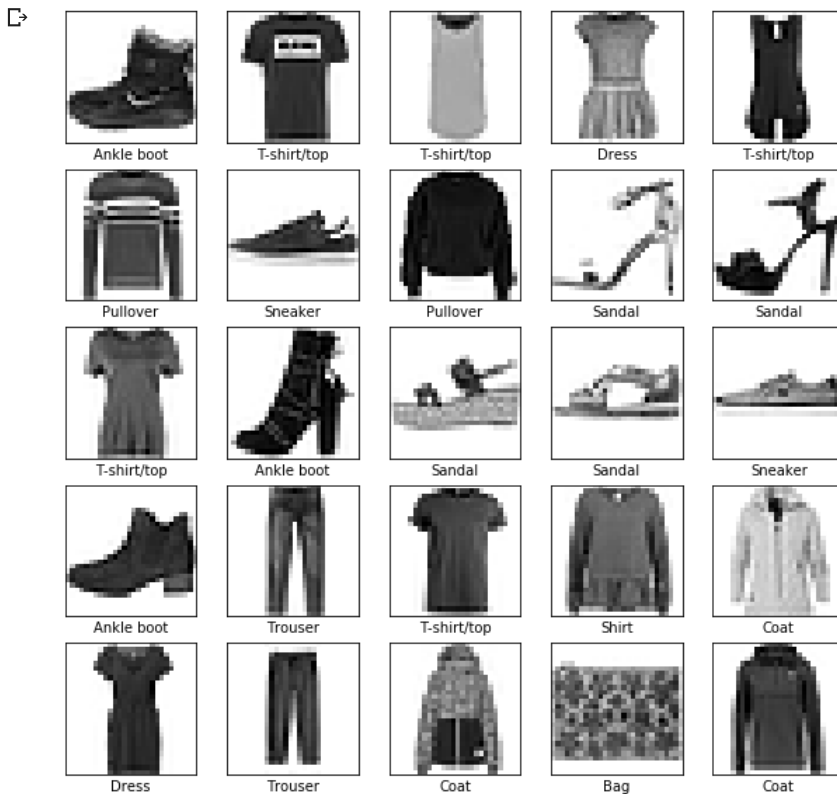 Ankle boot T-shirt/top T-shirt/top Dress T-shirt/top
Pullover Sneaker Pullover Sandal Sandal
T-shirt/top Ankle boot Sandal Sandal Sneaker
Ankle boot Trouser T-shirt/top Shirt Coat
Dress Trouser Coat Bag Coat